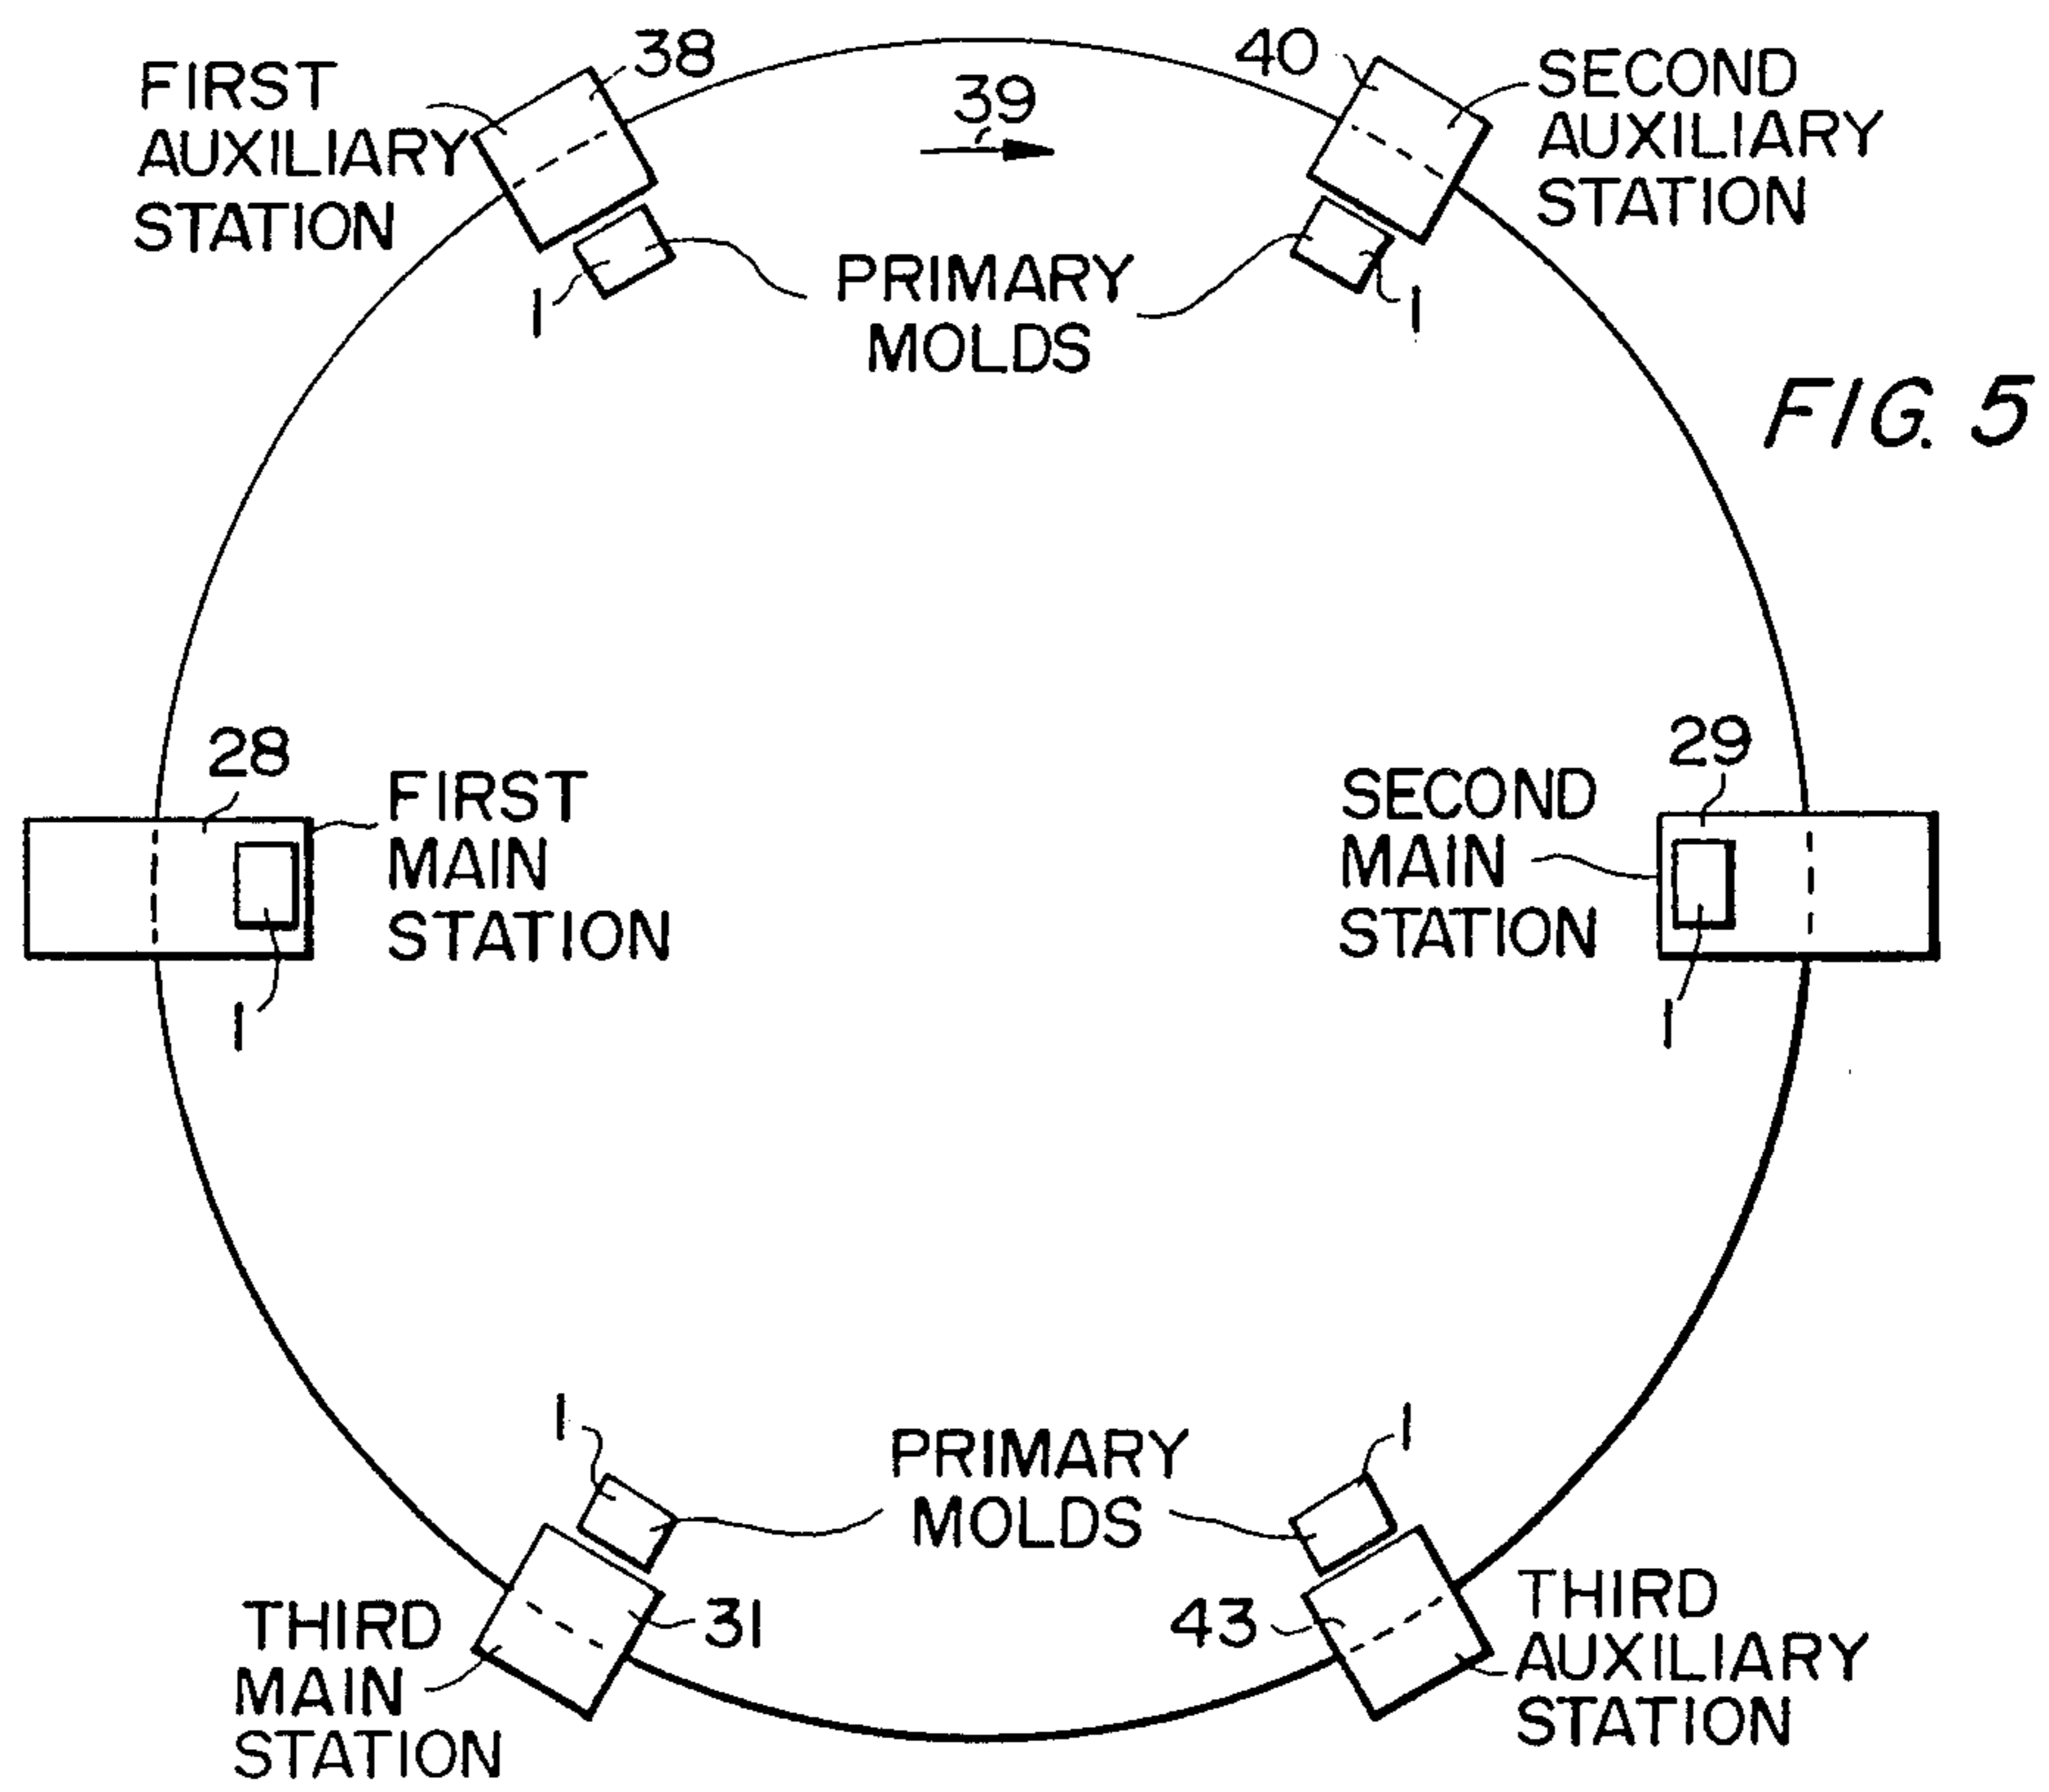 38
FIRST
AUXILIARY
STATION
39
40
SECOND
AUXILIARY
STATION
1
PRIMARY
MOLDS
1
FIG. 5
28
FIRST
MAIN
STATION
1
29
SECOND
MAIN
STATION
1
1
PRIMARY
MOLDS
1
THIRD
MAIN
STATION
31
43
THIRD
AUXILIARY
STATION